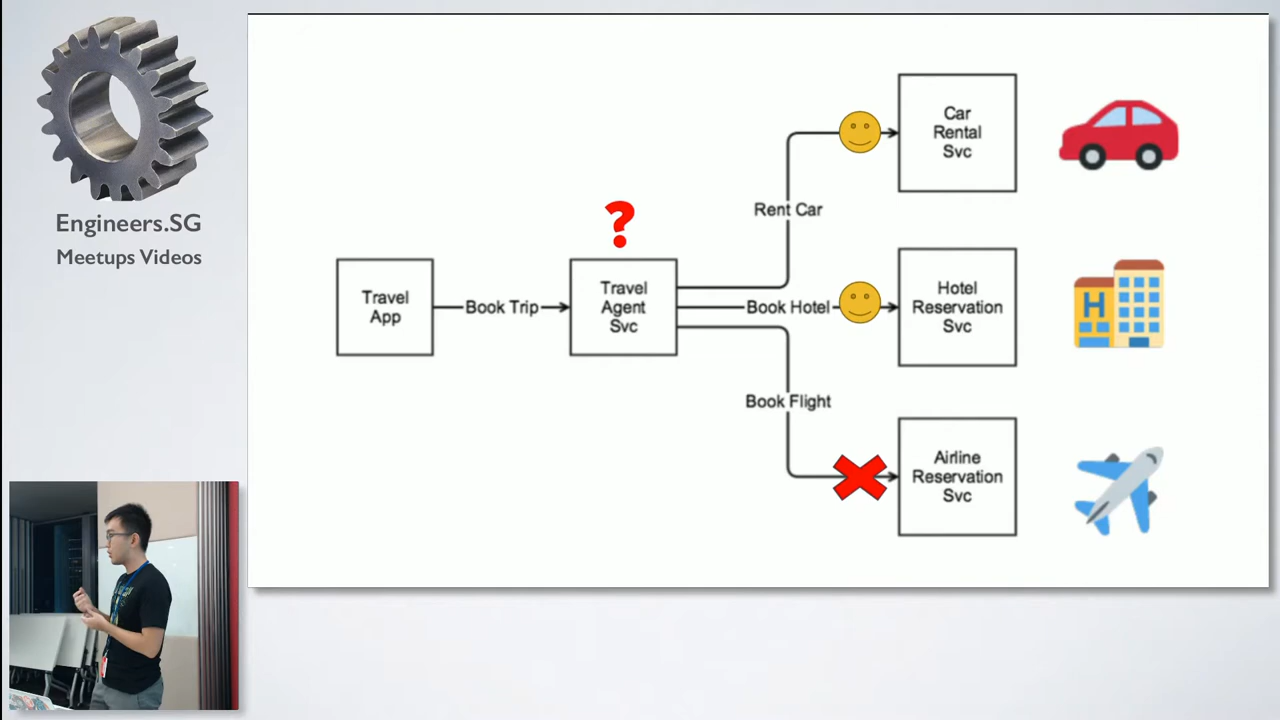 Engineers.SG
Meetups Videos
Travel
App
Book Trip
?
Travel
Agent
Svc
Rent Car
Book Hotel
Book Flight
Car
Rental
Svc
Hotel
Reservation
Svc
H
Airline
Reservation
Svc